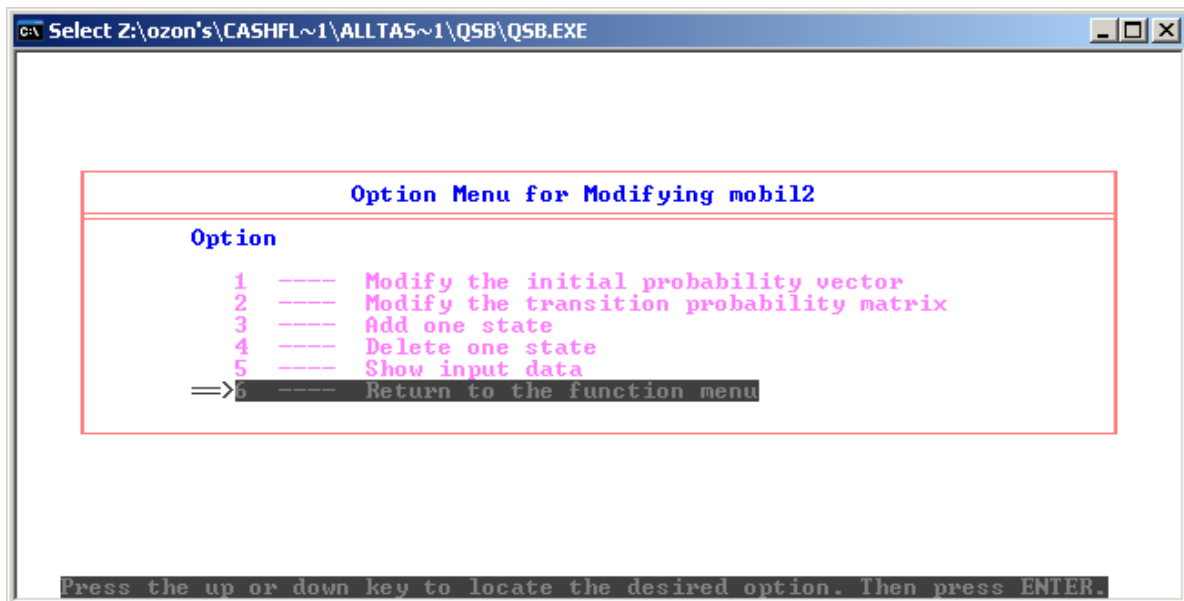 Select Z:\ozon's\CASHFL~1\ALLTAS~1\QSB\QSB.EXE
Option Menu for Modifying mobil2
Option
1 ---- Modify the initial probability vector
2 ---- Modify the transition probability matrix
3 ---- Add one state
4 ---- Delete one state
5 ---- Show input data
==>6 ---- Return to the function menu
Press the up or down key to locate the desired option. Then press ENTER.